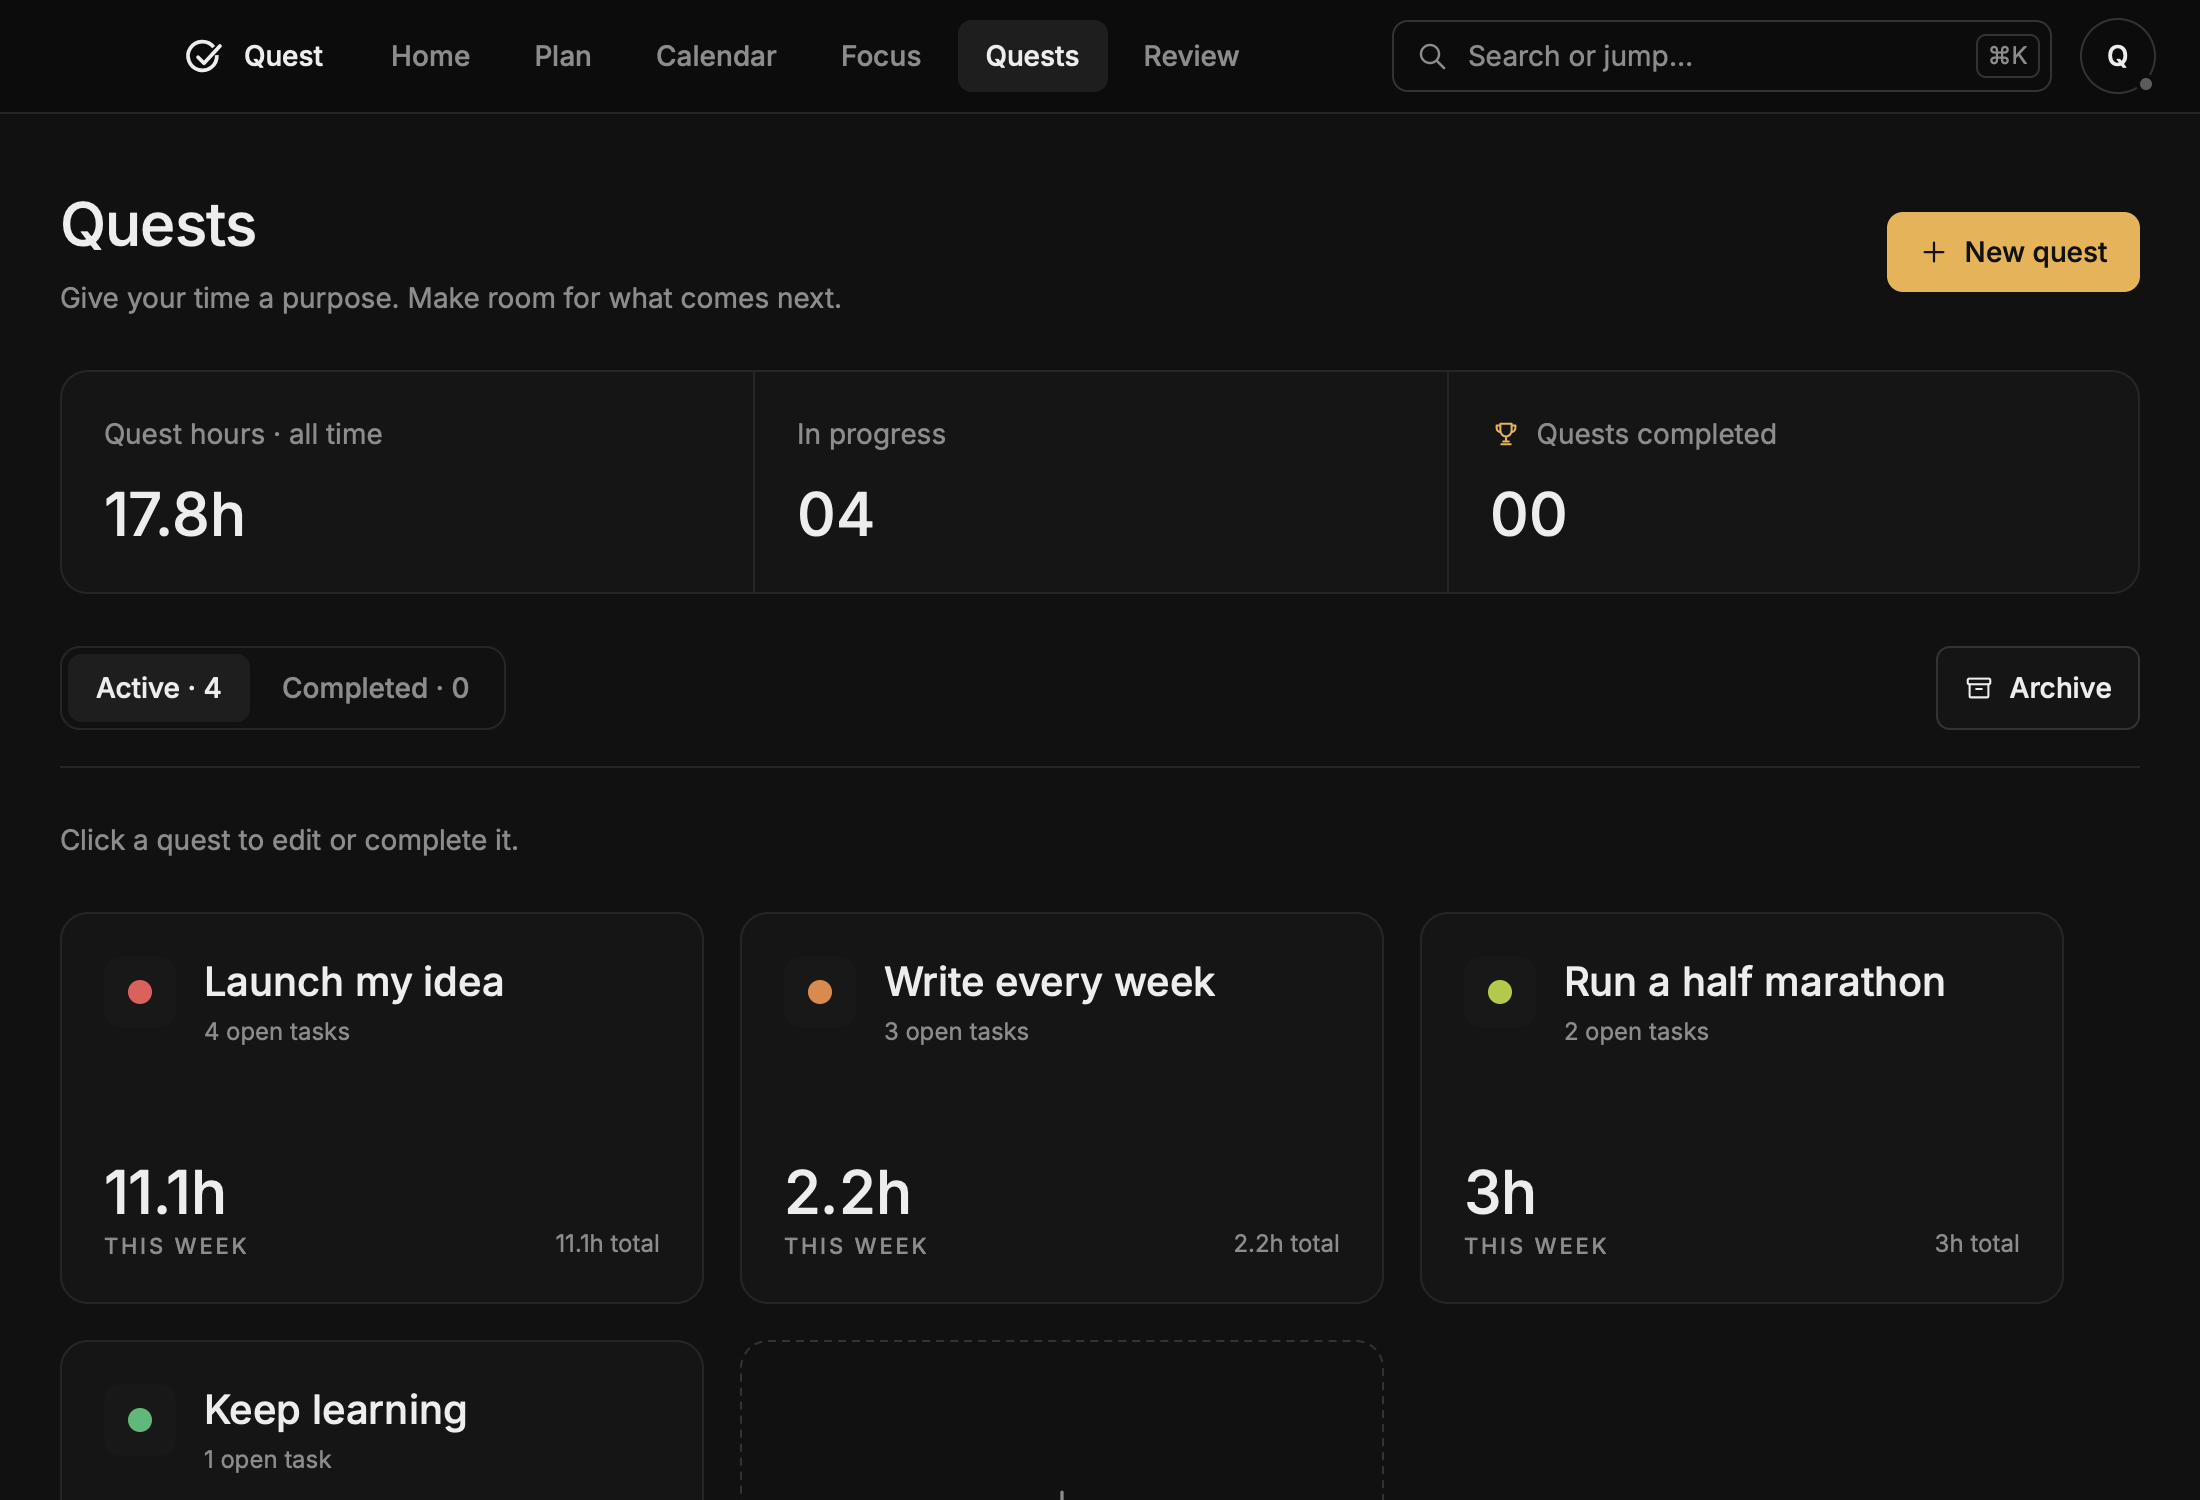 Quest Home Plan Calendar Focus Quests Review Search or jump... ⌘K Q
Quests
Give your time a purpose. Make room for what comes next.
+ New quest
Quest hours · all time
17.8h
In progress
04
Quests completed
00
Active · 4 Completed · 0
Archive
Click a quest to edit or complete it.
Launch my idea
4 open tasks
11.1h
THIS WEEK
11.1h total
Write every week
3 open tasks
2.2h
THIS WEEK
2.2h total
Run a half marathon
2 open tasks
3h
THIS WEEK
3h total
Keep learning
1 open task